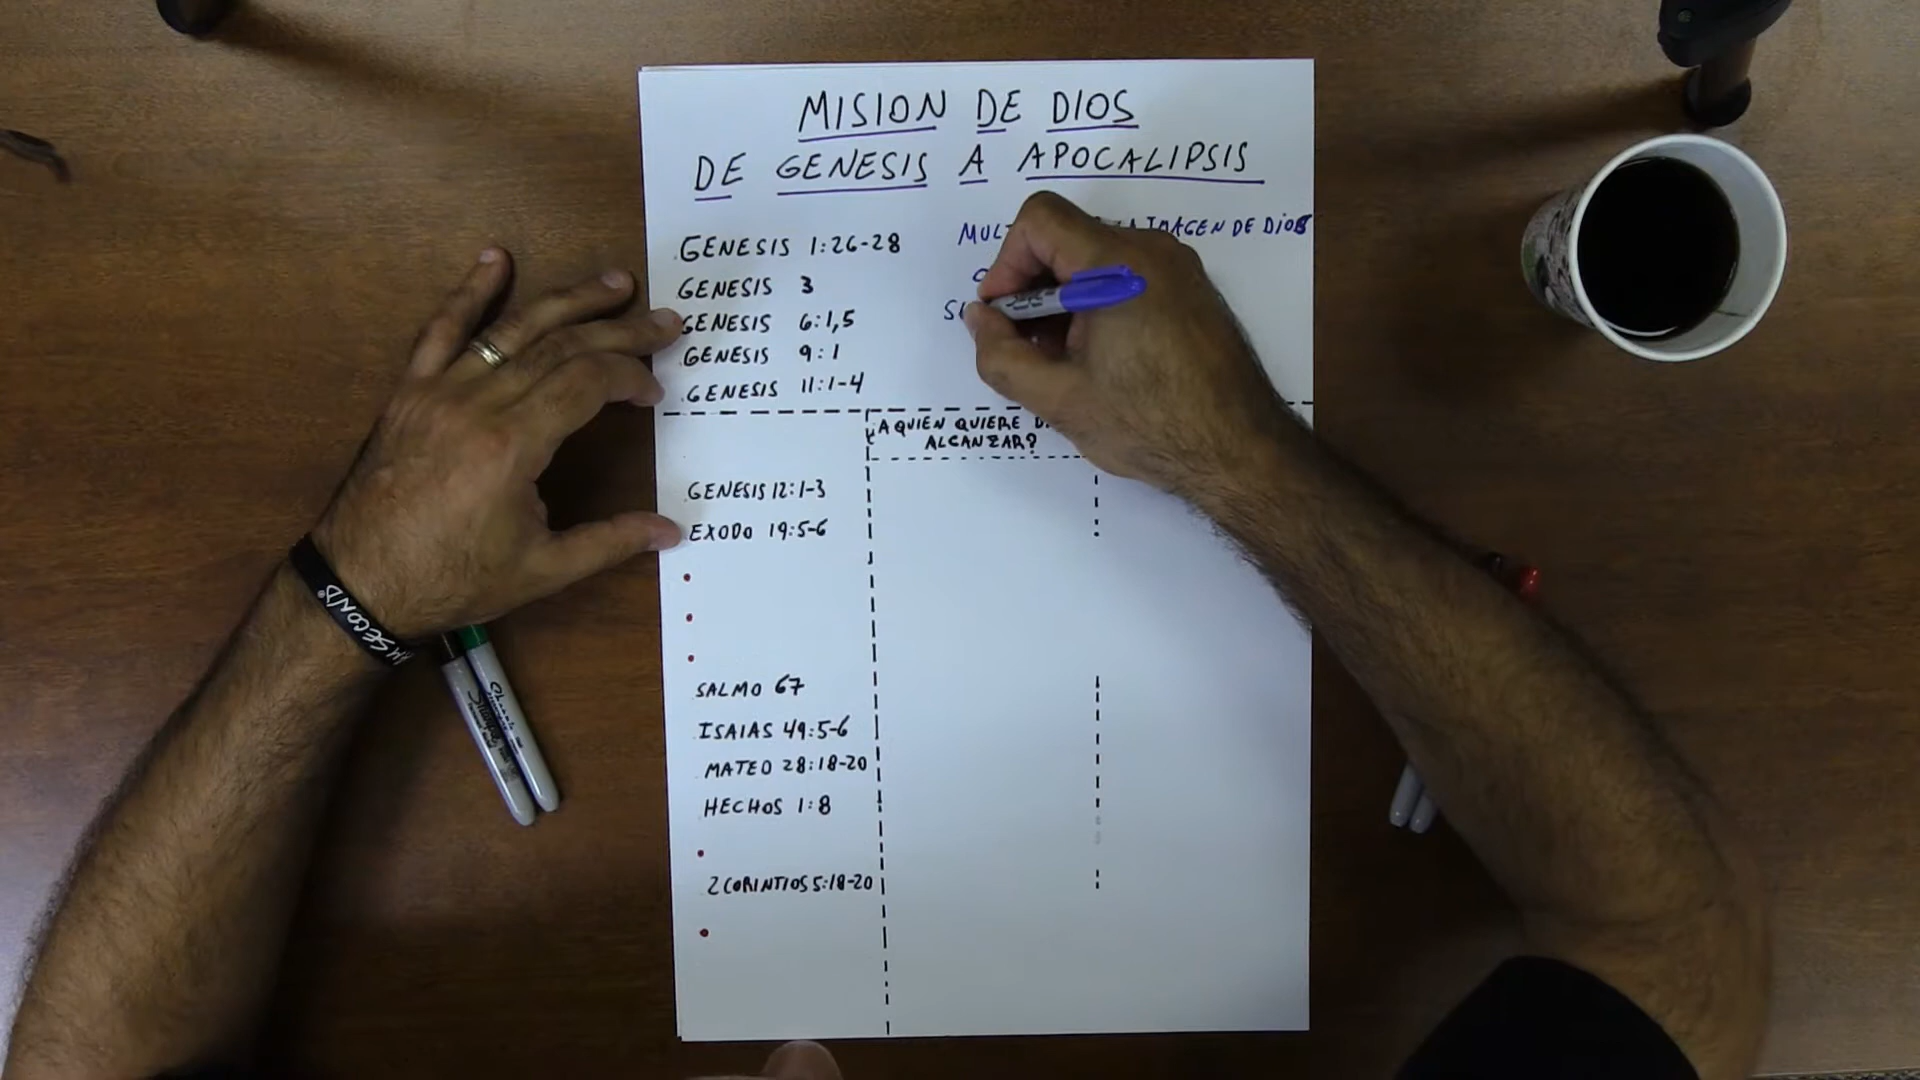 MISION DE DIOS
DE GENESIS A APOCALIPSIS
GENESIS 1:26-28
IMAGEN DE DIOS
GENESIS 3
GENESIS 6:1,5
GENESIS 9:1
GENESIS 11:1-4
¿A QUIEN QUIERE
ALCANZAR?
GENESIS 12:1-3
EXODO 19:5-6
SALMO 67
ISAIAS 49:5-6
MATEO 28:18-20
HECHOS 1:8
2 CORINTIOS 5:18-20
SECOND